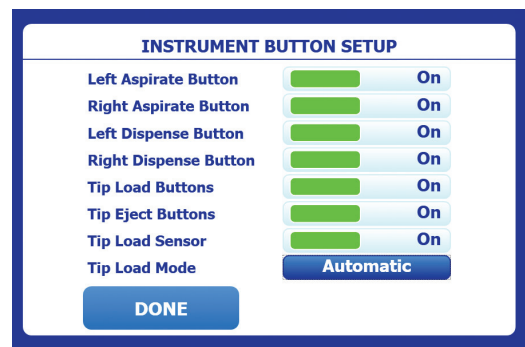 INSTRUMENT BUTTON SETUP
Left Aspirate Button On
Right Aspirate Button On
Left Dispense Button On
Right Dispense Button On
Tip Load Buttons On
Tip Eject Buttons On
Tip Load Sensor On
Tip Load Mode Automatic
DONE